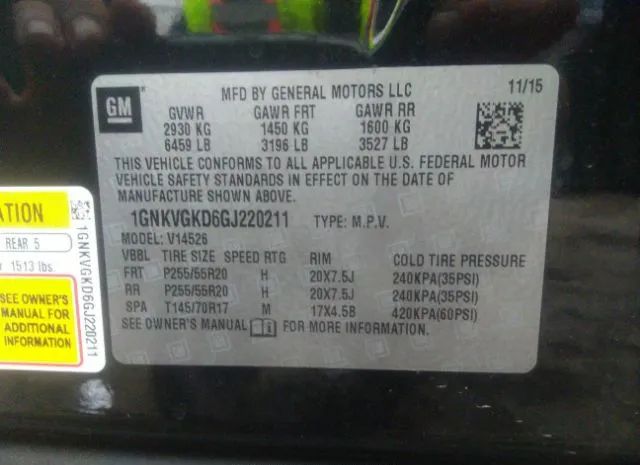 GM
MFD BY GENERAL MOTORS LLC 11/15
GVWR GAWR FRT GAWR RR
2930 KG 1450 KG 1600 KG
6459 LB 3196 LB 3527 LB
THIS VEHICLE CONFORMS TO ALL APPLICABLE U.S. FEDERAL MOTOR
VEHICLE SAFETY STANDARDS IN EFFECT ON THE DATE OF
MANUFACTURE SHOWN ABOVE.
1GNKVGKD6GJ220211 TYPE: M.P.V.
MODEL: V14526
VBBL TIRE SIZE SPEED RTG RIM COLD TIRE PRESSURE
FRT P255/55R20 H 20X7.5J 240KPA(35PSI)
RR P255/55R20 H 20X7.5J 240KPA(35PSI)
SPA T145/70R17 M 17X4.5B 420KPA(60PSI)
SEE OWNER'S MANUAL FOR MORE INFORMATION.
ATION
REAR 5
1513 lbs.
SEE OWNER'S
MANUAL FOR
ADDITIONAL
INFORMATION
1GNKVGKD6GJ220211